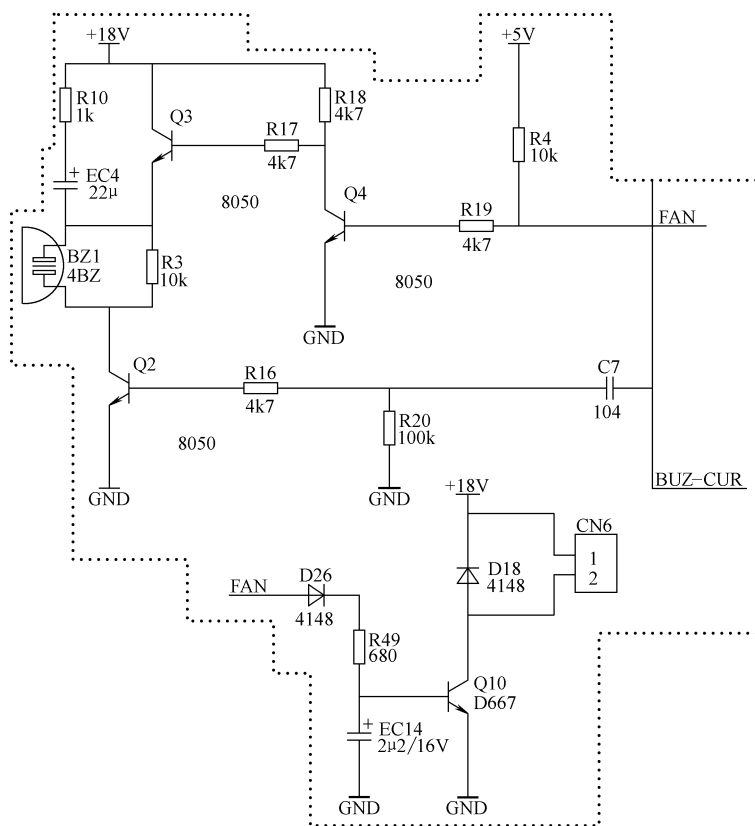 +18V
+5V
R10
1k
Q3
R18
4k7
R17
4k7
R4
10k
+
EC4
22μ
8050
Q4
R19
4k7
FAN
BZ1
4BZ
R3
10k
8050
GND
Q2
R16
4k7
C7
104
R20
100k
8050
GND
GND
BUZ-CUR
+18V
CN6
1
2
D18
4148
FAN
D26
4148
R49
680
Q10
D667
+
EC14
2μ2/16V
GND
GND